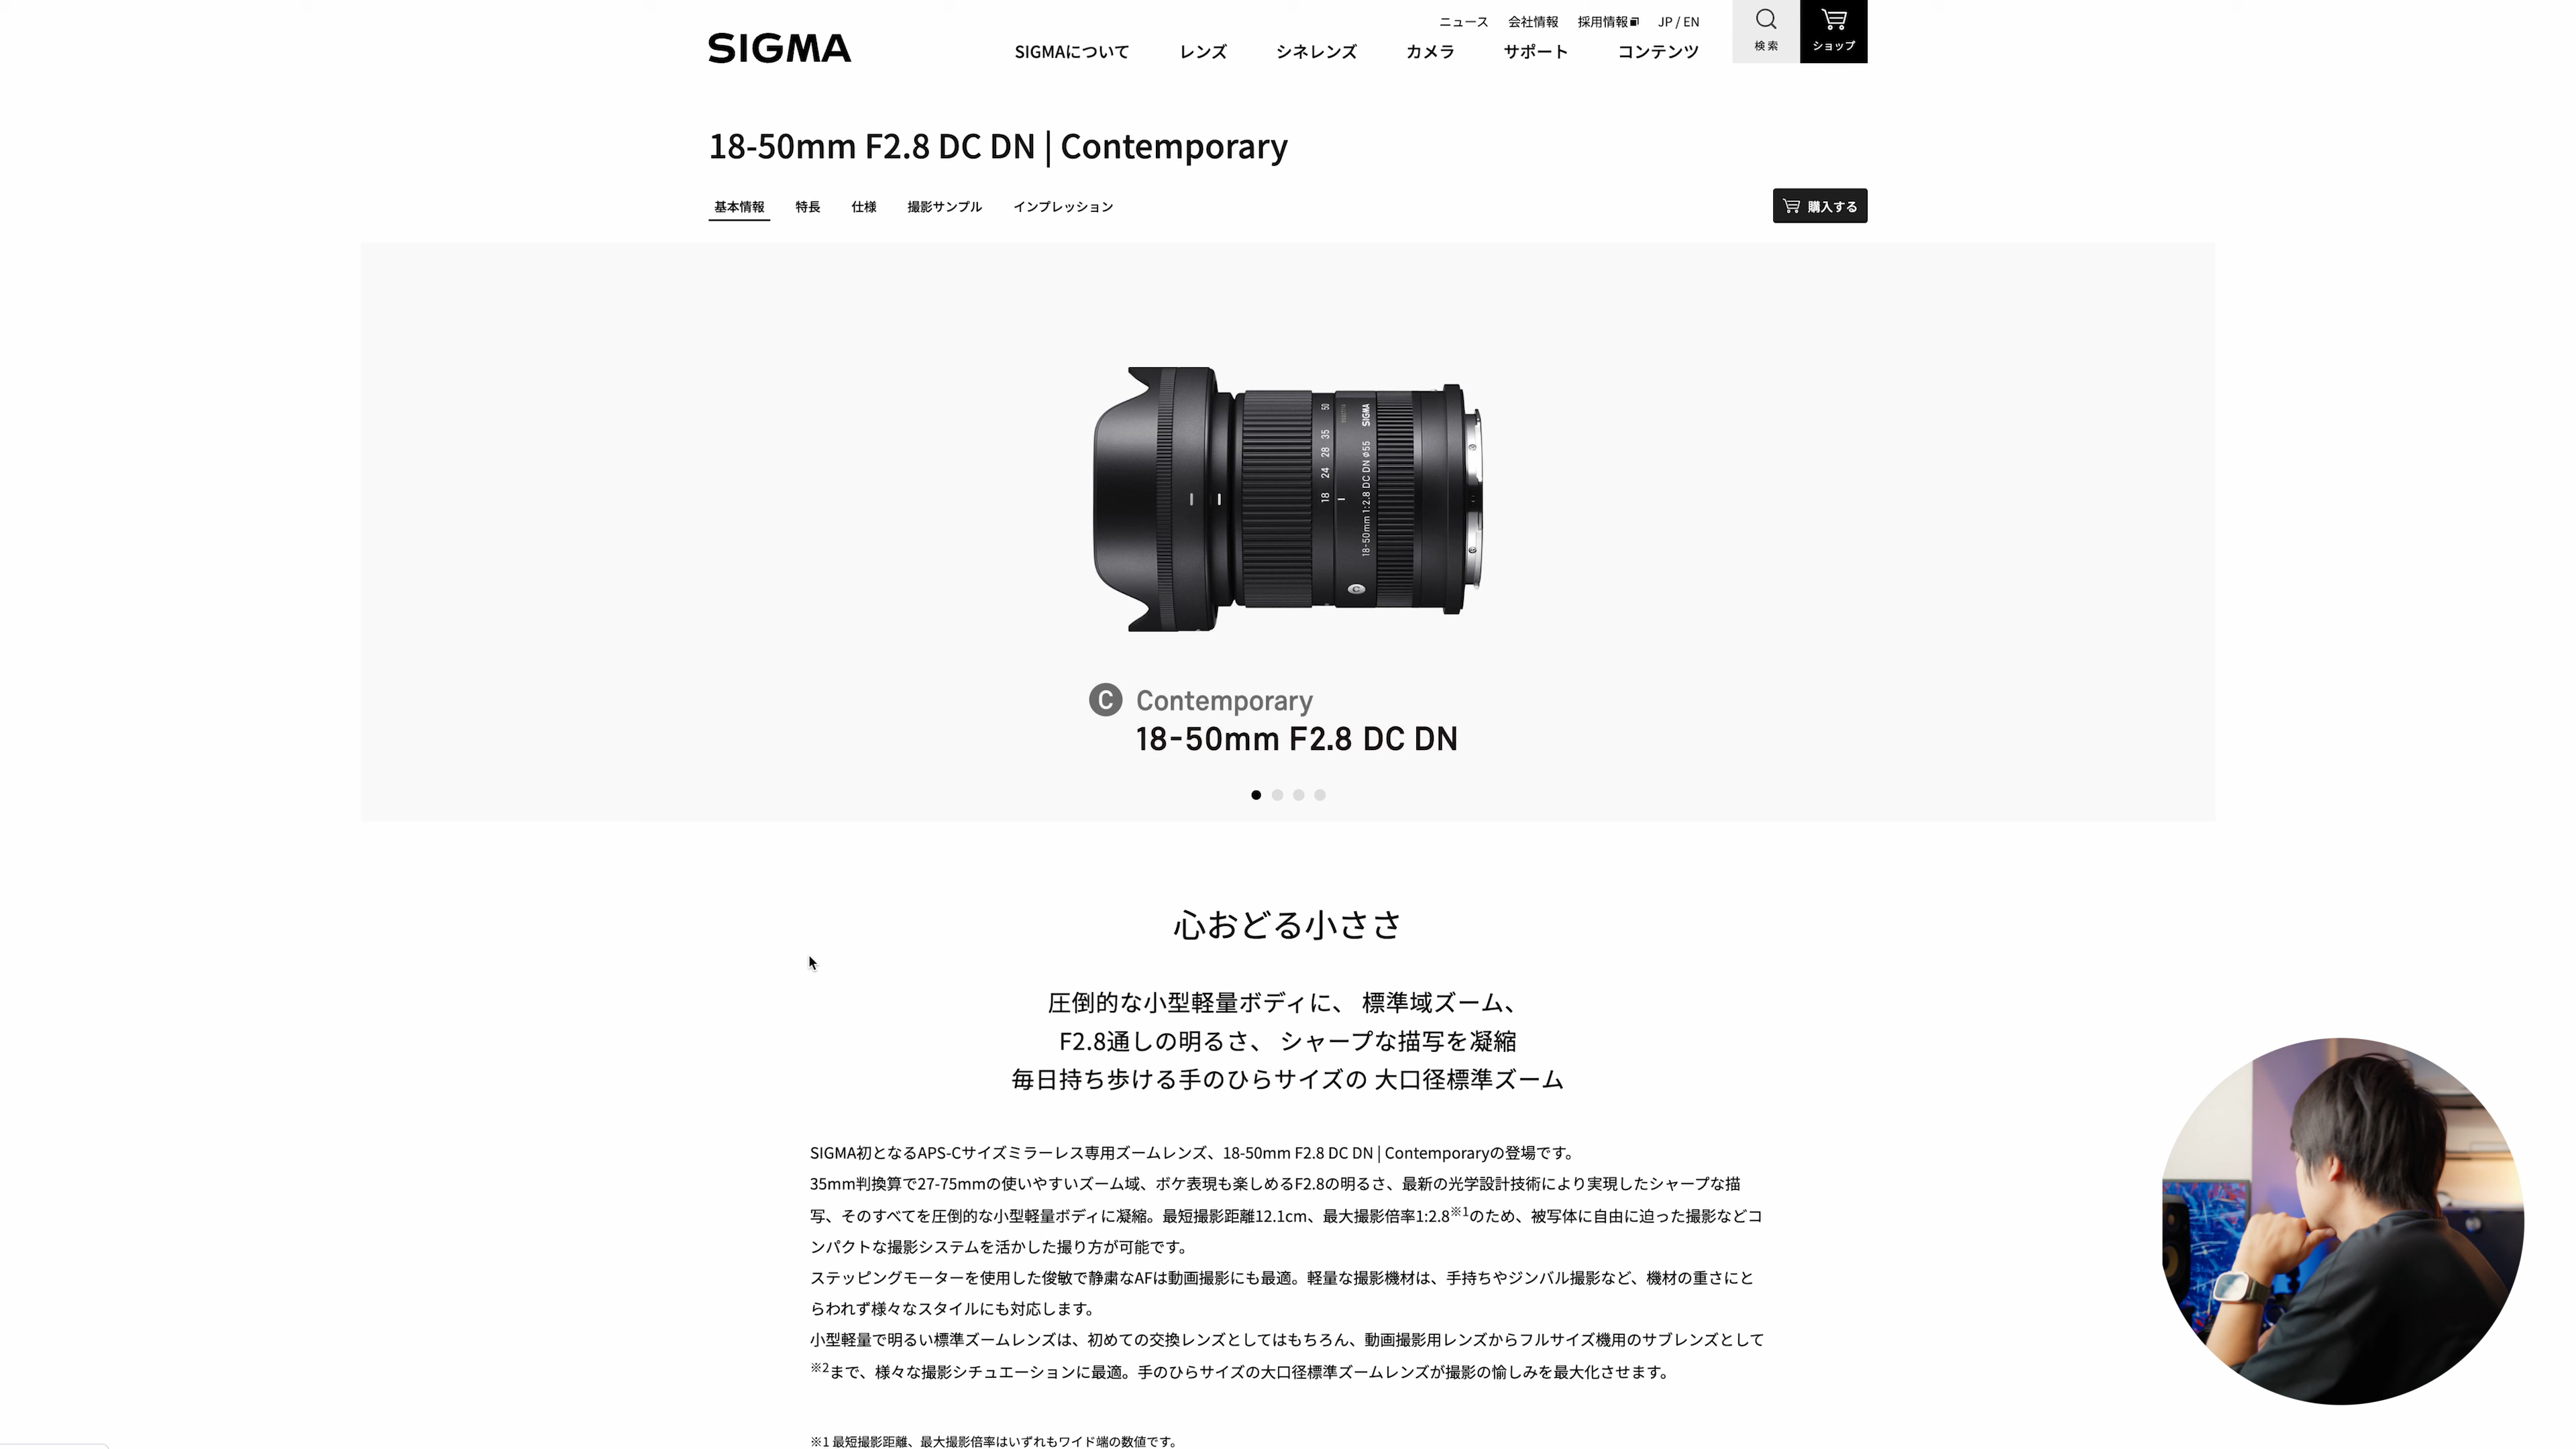 ニュース 会社情報 採用情報 JP / EN
SIGMA
SIGMAについて レンズ シネレンズ カメラ サポート コンテンツ
検索
ショップ
18-50mm F2.8 DC DN | Contemporary
基本情報 特長 仕様 撮影サンプル インプレッション
購入する
18 24 28 35 50
18-50mm 1:2.8 DC DN ø55 SIGMA
C
C Contemporary
18-50mm F2.8 DC DN
心おどる小ささ
圧倒的な小型軽量ボディに、 標準域ズーム、
F2.8通しの明るさ、 シャープな描写を凝縮
毎日持ち歩ける手のひらサイズの 大口径標準ズーム
SIGMA初となるAPS-Cサイズミラーレス専用ズームレンズ、18-50mm F2.8 DC DN | Contemporaryの登場です。
35mm判換算で27-75mmの使いやすいズーム域、ボケ表現も楽しめるF2.8の明るさ、最新の光学設計技術により実現したシャープな描
写、そのすべてを圧倒的な小型軽量ボディに凝縮。最短撮影距離12.1cm、最大撮影倍率1:2.8※1のため、被写体に自由に迫った撮影などコ
ンパクトな撮影システムを活かした撮り方が可能です。
ステッピングモーターを使用した俊敏で静粛なAFは動画撮影にも最適。軽量な撮影機材は、手持ちやジンバル撮影など、機材の重さにと
らわれず様々なスタイルにも対応します。
小型軽量で明るい標準ズームレンズは、初めての交換レンズとしてはもちろん、動画撮影用レンズからフルサイズ機用のサブレンズとして
※2まで、様々な撮影シチュエーションに最適。手のひらサイズの大口径標準ズームレンズが撮影の愉しみを最大化させます。
※1 最短撮影距離、最大撮影倍率はいずれもワイド端の数値です。